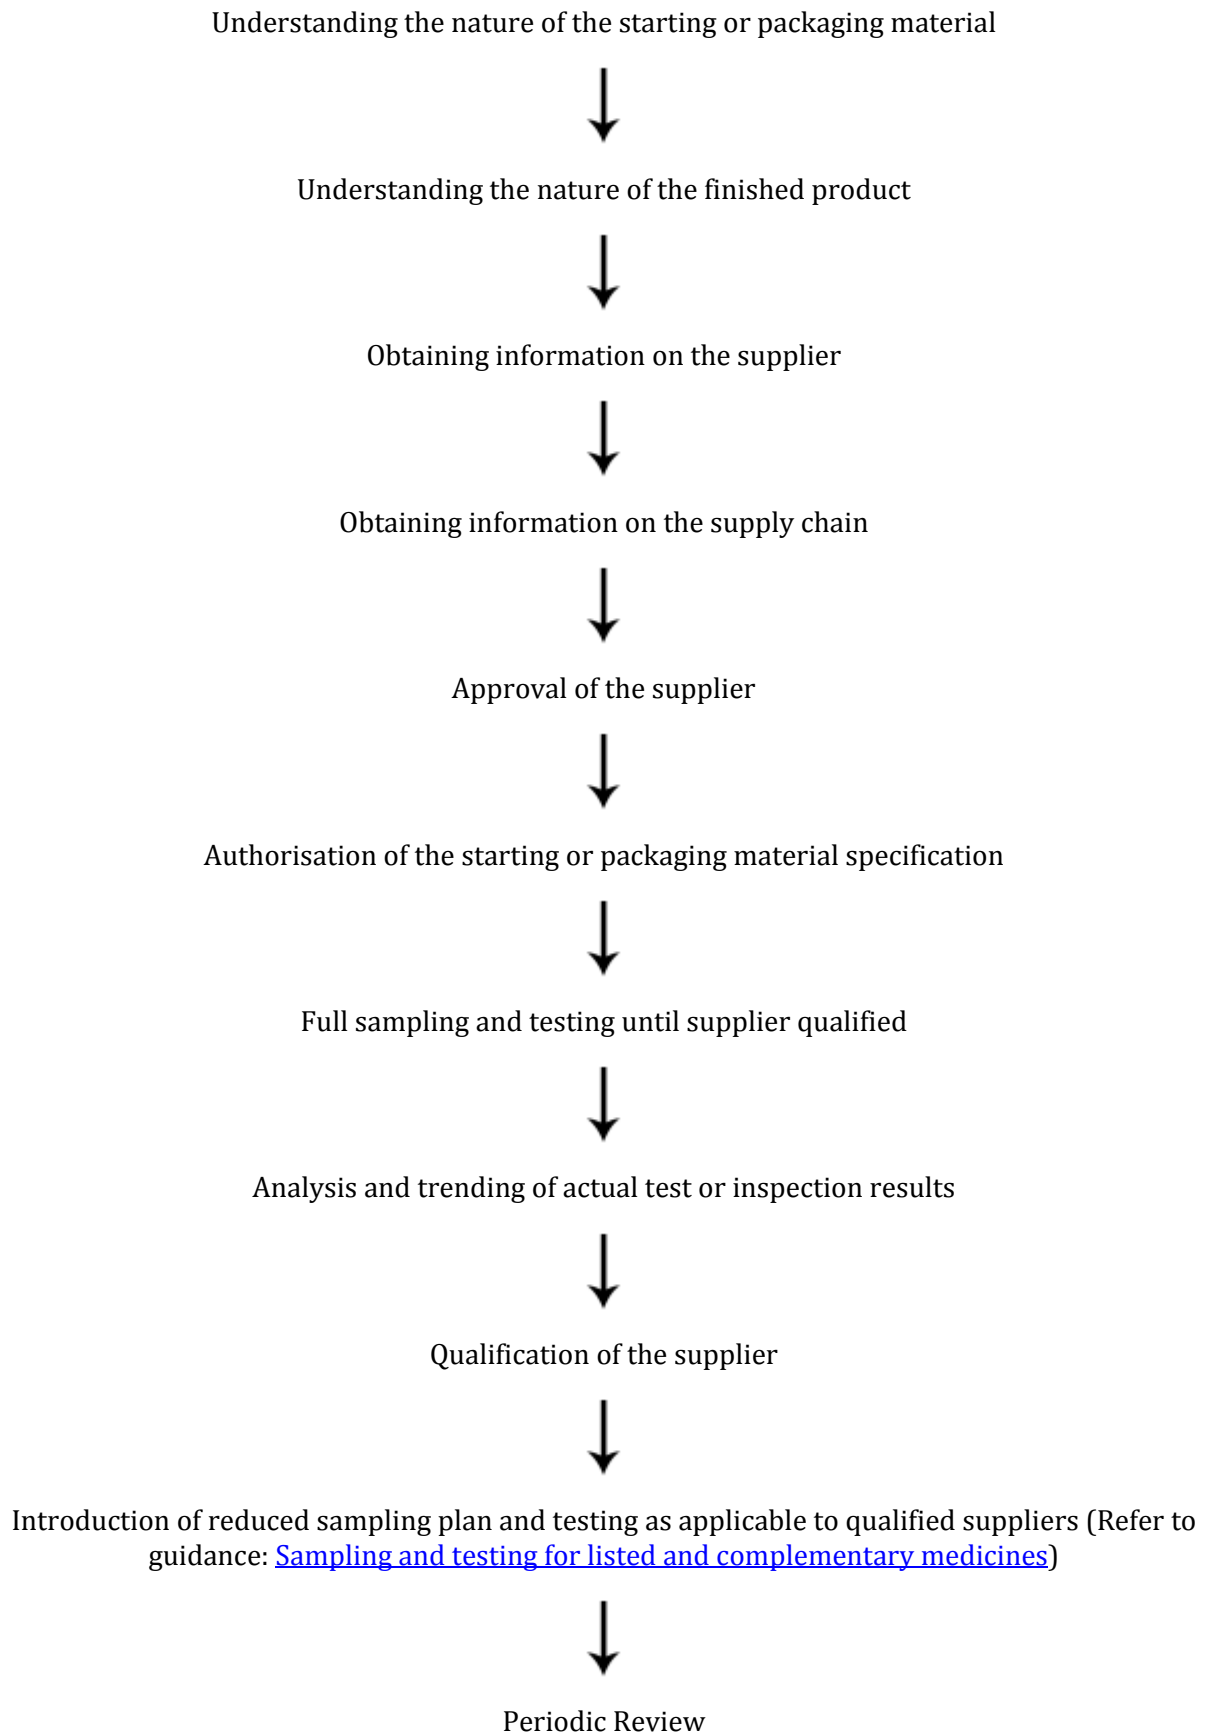 Understanding the nature of the starting or packaging material
Understanding the nature of the finished product
Obtaining information on the supplier
Obtaining information on the supply chain
Approval of the supplier
Authorisation of the starting or packaging material specification
Full sampling and testing until supplier qualified
Analysis and trending of actual test or inspection results
Qualification of the supplier
Introduction of reduced sampling plan and testing as applicable to qualified suppliers (Refer to
guidance: Sampling and testing for listed and complementary medicines)
Periodic Review